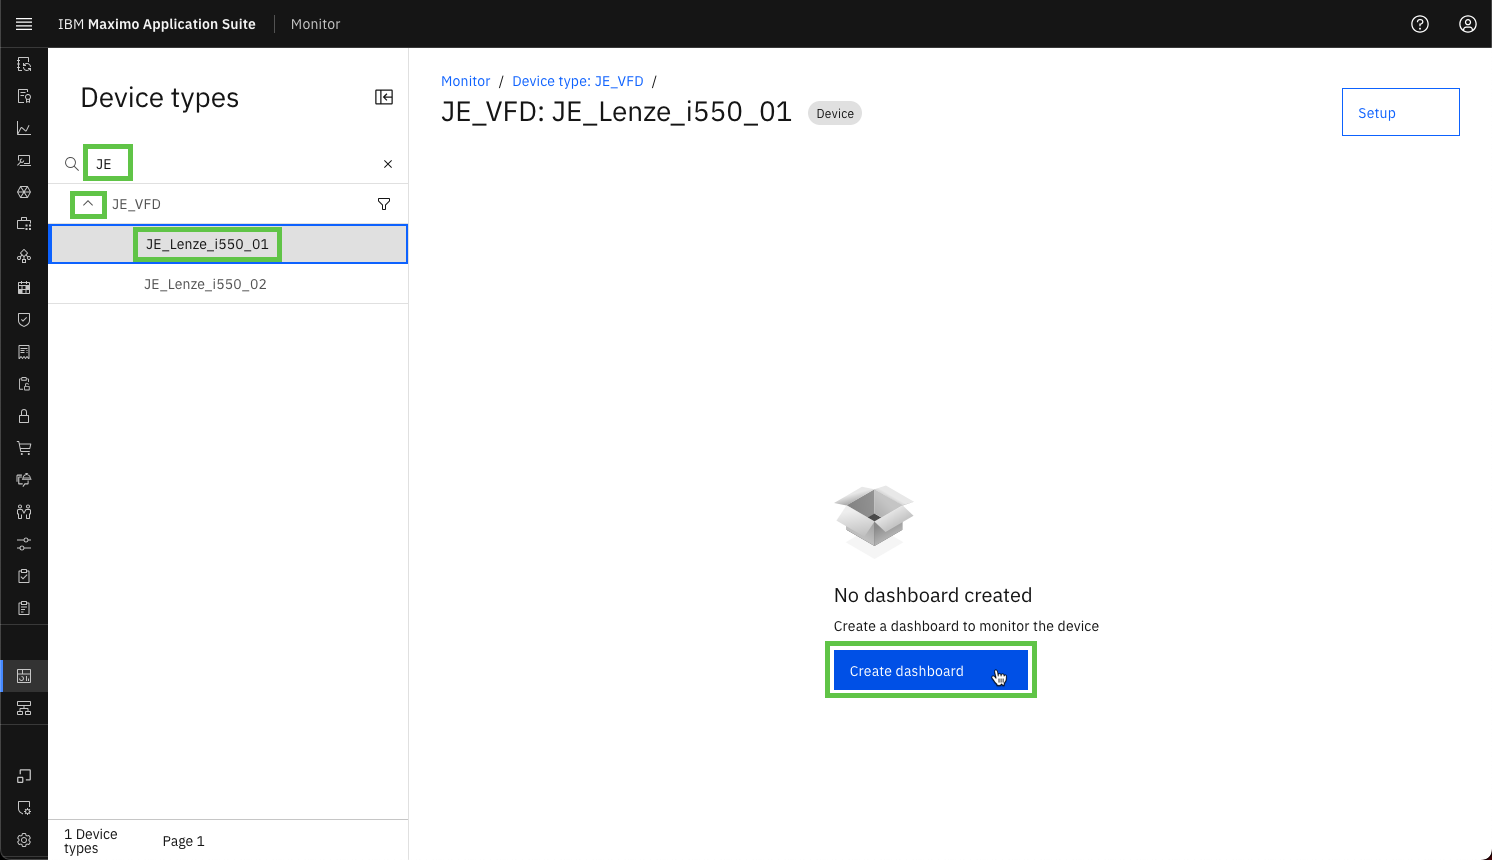 IBM Maximo Application Suite | Monitor
Device types
JE
JE_VFD
JE_Lenze_i550_01
JE_Lenze_i550_02
1 Device types
Page 1
Monitor / Device type: JE_VFD /
JE_VFD: JE_Lenze_i550_01 Device
Setup
No dashboard created
Create a dashboard to monitor the device
Create dashboard